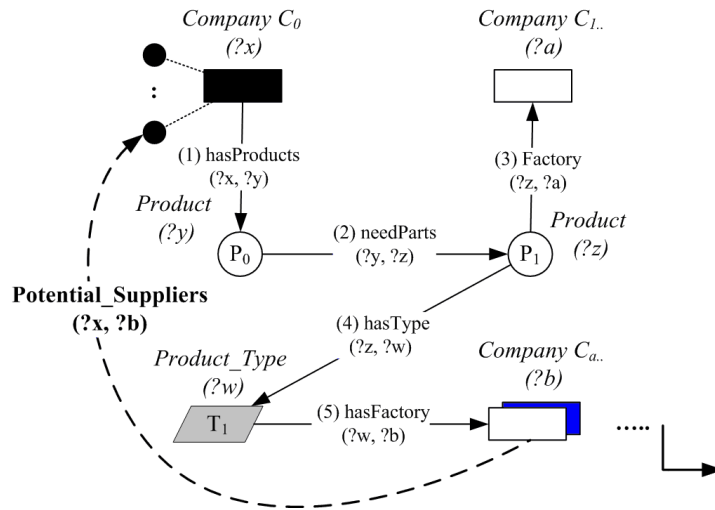 Company C0
(?x)
Company C1..
(?a)
:
(1) hasProducts
(?x, ?y)
(3) Factory
(?z, ?a)
Product
(?y)
Product
(?z)
P0
(2) needParts
(?y, ?z)
P1
Potential_Suppliers
(?x, ?b)
(4) hasType
(?z, ?w)
Product_Type
(?w)
Company Ca..
(?b)
T1
(5) hasFactory
(?w, ?b)
.....